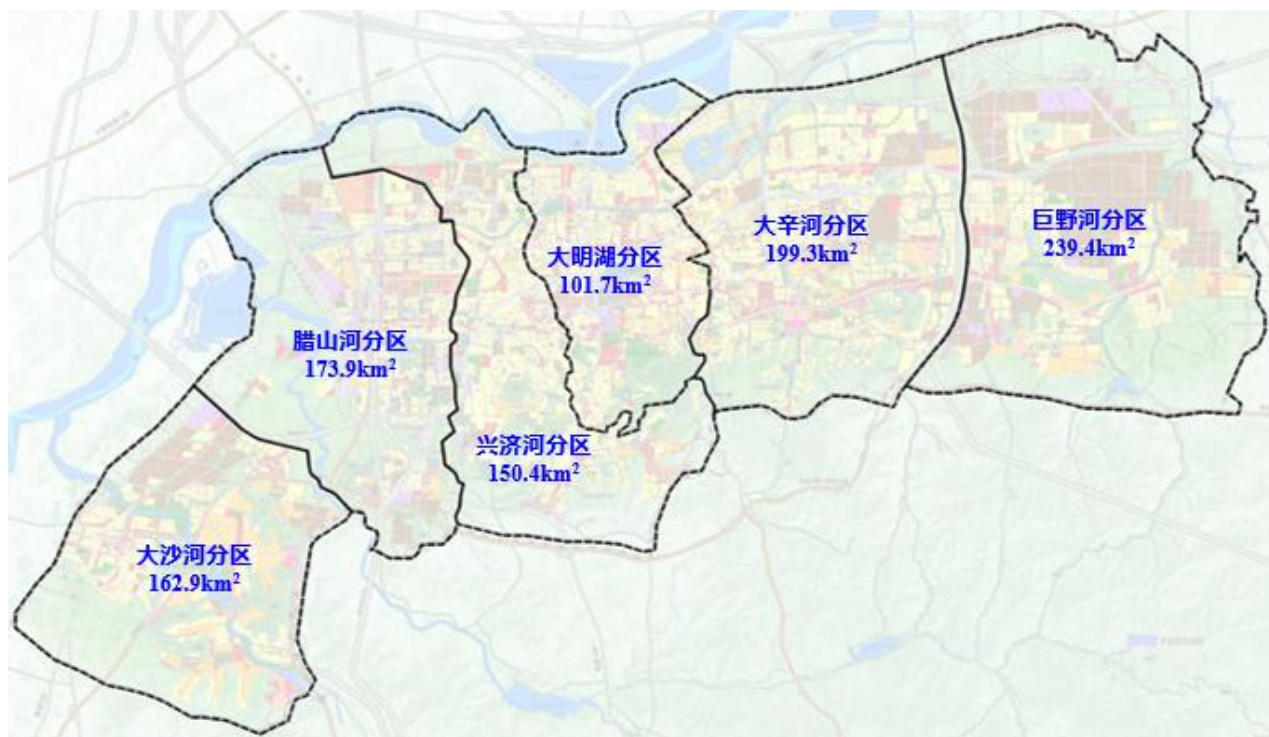 大辛河分区
199.3km²
巨野河分区
239.4km²
大明湖分区
101.7km²
腊山河分区
173.9km²
兴济河分区
150.4km²
大沙河分区
162.9km²